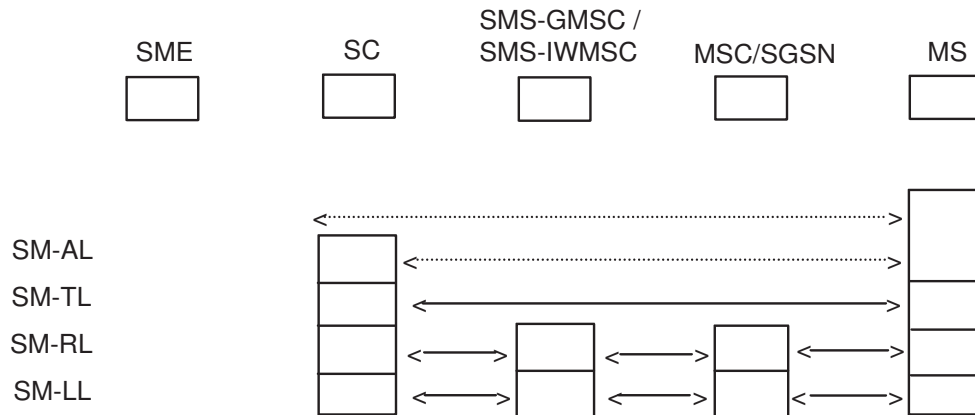 SMS-GMSC /
SME SC SMS-IWMSC MSC/SGSN MS
SM-AL
SM-TL
SM-RL
SM-LL